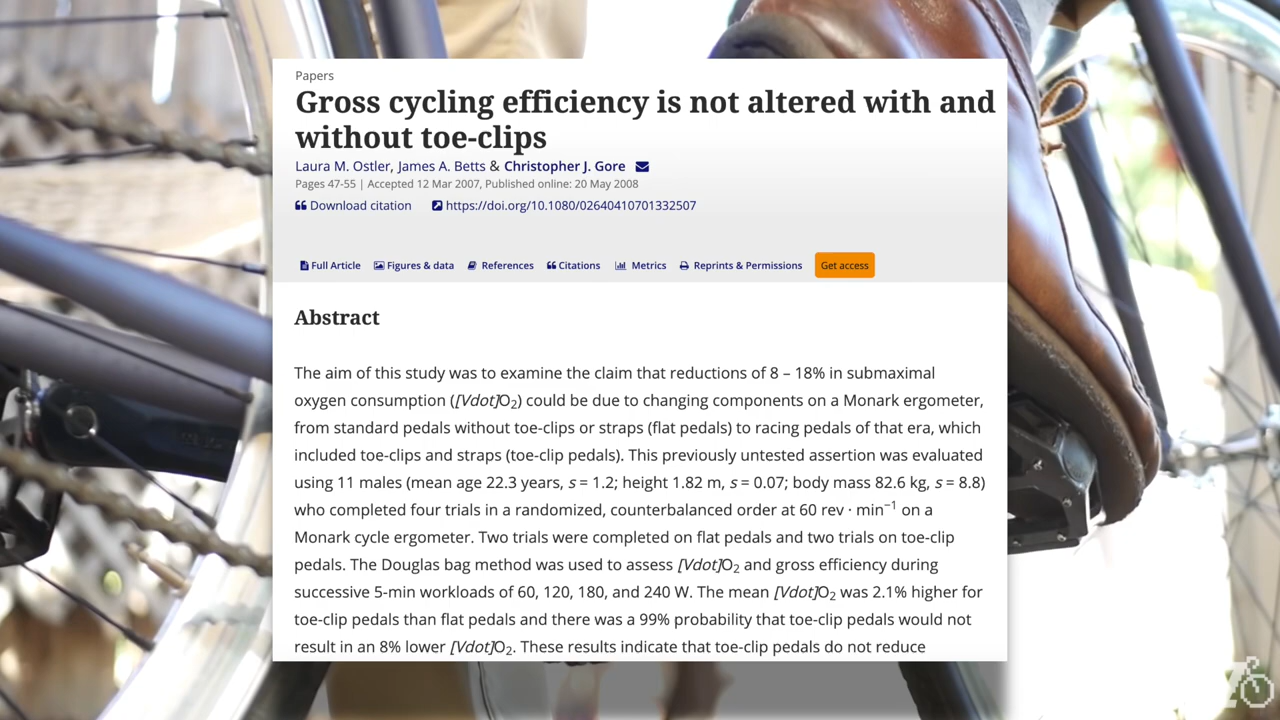 Papers
Gross cycling efficiency is not altered with and
without toe-clips
Laura M. Ostler, James A. Betts & Christopher J. Gore
Pages 47-55 | Accepted 12 Mar 2007, Published online: 20 May 2008
Download citation https://doi.org/10.1080/02640410701332507
Full Article Figures & data References Citations Metrics Reprints & Permissions Get access
Abstract
The aim of this study was to examine the claim that reductions of 8 – 18% in submaximal
oxygen consumption ([Vdot]O₂) could be due to changing components on a Monark ergometer,
from standard pedals without toe-clips or straps (flat pedals) to racing pedals of that era, which
included toe-clips and straps (toe-clip pedals). This previously untested assertion was evaluated
using 11 males (mean age 22.3 years, s = 1.2; height 1.82 m, s = 0.07; body mass 82.6 kg, s = 8.8)
who completed four trials in a randomized, counterbalanced order at 60 rev · min⁻¹ on a
Monark cycle ergometer. Two trials were completed on flat pedals and two trials on toe-clip
pedals. The Douglas bag method was used to assess [Vdot]O₂ and gross efficiency during
successive 5-min workloads of 60, 120, 180, and 240 W. The mean [Vdot]O₂ was 2.1% higher for
toe-clip pedals than flat pedals and there was a 99% probability that toe-clip pedals would not
result in an 8% lower [Vdot]O₂. These results indicate that toe-clip pedals do not reduce